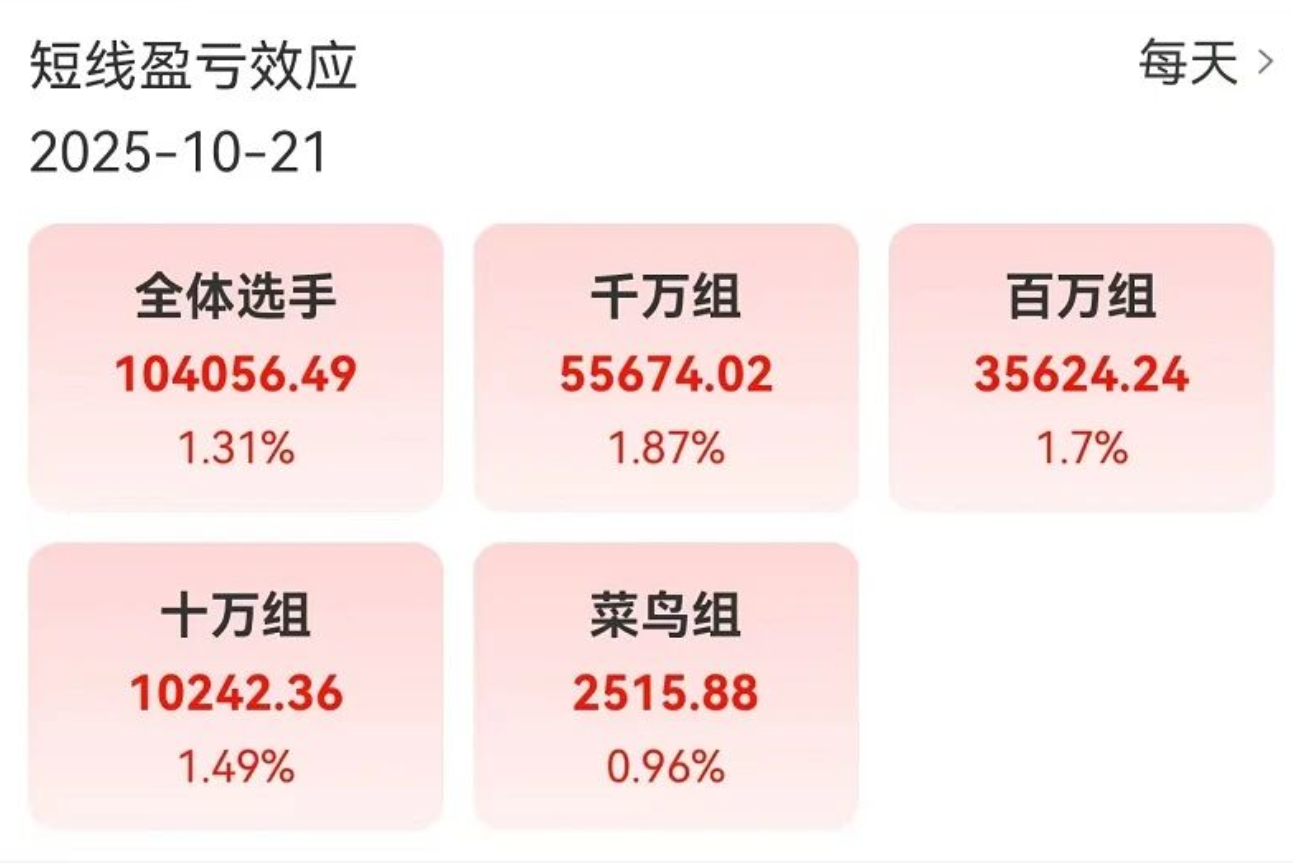 短线盈亏效应
每天 >
2025-10-21
全体选手
104056.49
1.31%
千万组
55674.02
1.87%
百万组
35624.24
1.7%
十万组
10242.36
1.49%
菜鸟组
2515.88
0.96%